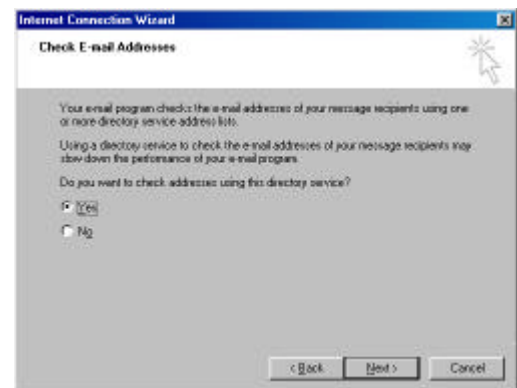 Internet Connection Wizard
Check E-mail Addresses
Your e-mail program checks the e-mail addresses of your message recipients using one
or more directory service address lists.
Using a directory service to check the e-mail addresses of your message recipients may
slow down the performance of your e-mail program.
Do you want to check addresses using this directory service?
Yes
No
< Back
Next >
Cancel